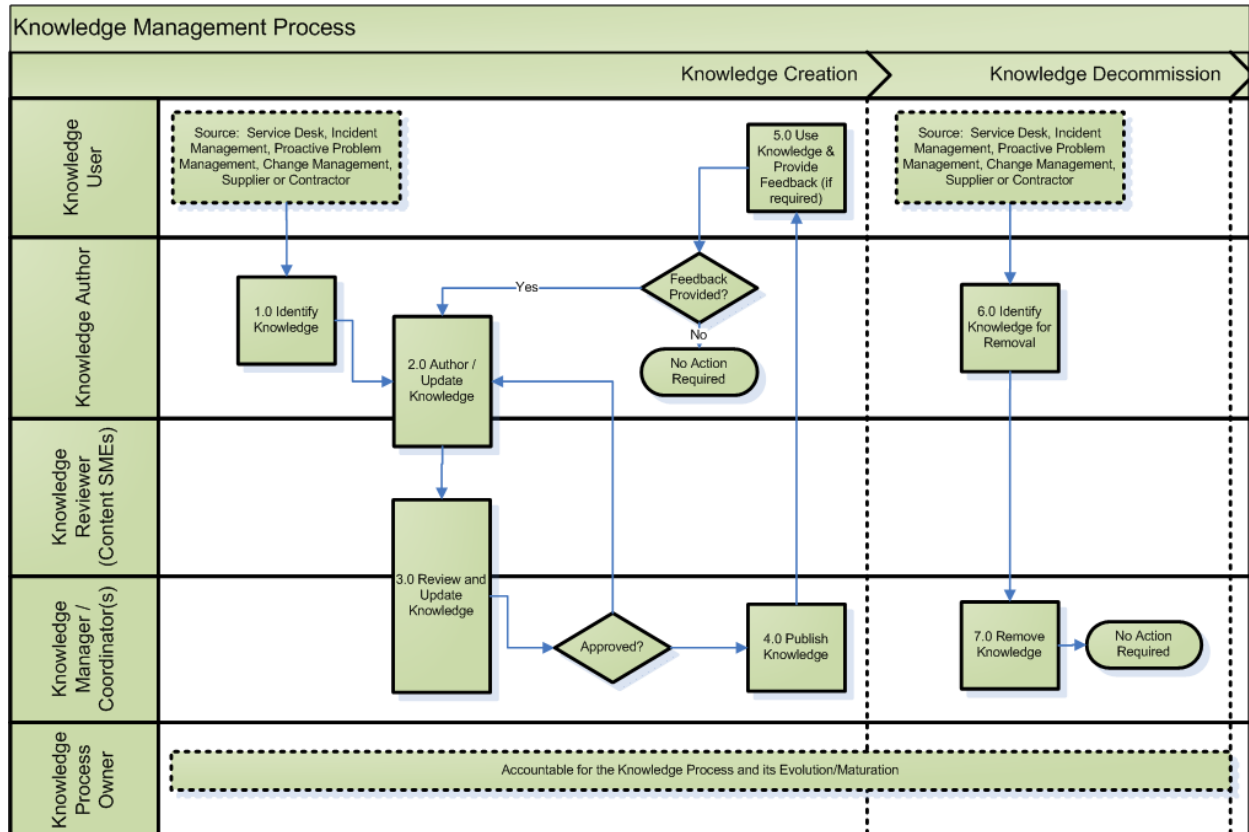 Knowledge Management Process
Knowledge Creation
Knowledge Decommission
Knowledge
User
Source:  Service Desk, Incident
Management, Proactive Problem
Management, Change Management,
Supplier or Contractor
5.0 Use
Knowledge &
Provide
Feedback (if
required)
Source:  Service Desk, Incident
Management, Proactive Problem
Management, Change Management,
Supplier or Contractor
Knowledge Author
1.0 Identify
Knowledge
2.0 Author /
Update
Knowledge
Yes
Feedback
Provided?
No
No Action
Required
6.0 Identify
Knowledge for
Removal
Knowledge
Reviewer
(Content SMEs)
Knowledge
Manager /
Coordinator(s)
3.0 Review and
Update
Knowledge
Approved?
4.0 Publish
Knowledge
7.0 Remove
Knowledge
No Action
Required
Knowledge
Process
Owner
Accountable for the Knowledge Process and its Evolution/Maturation